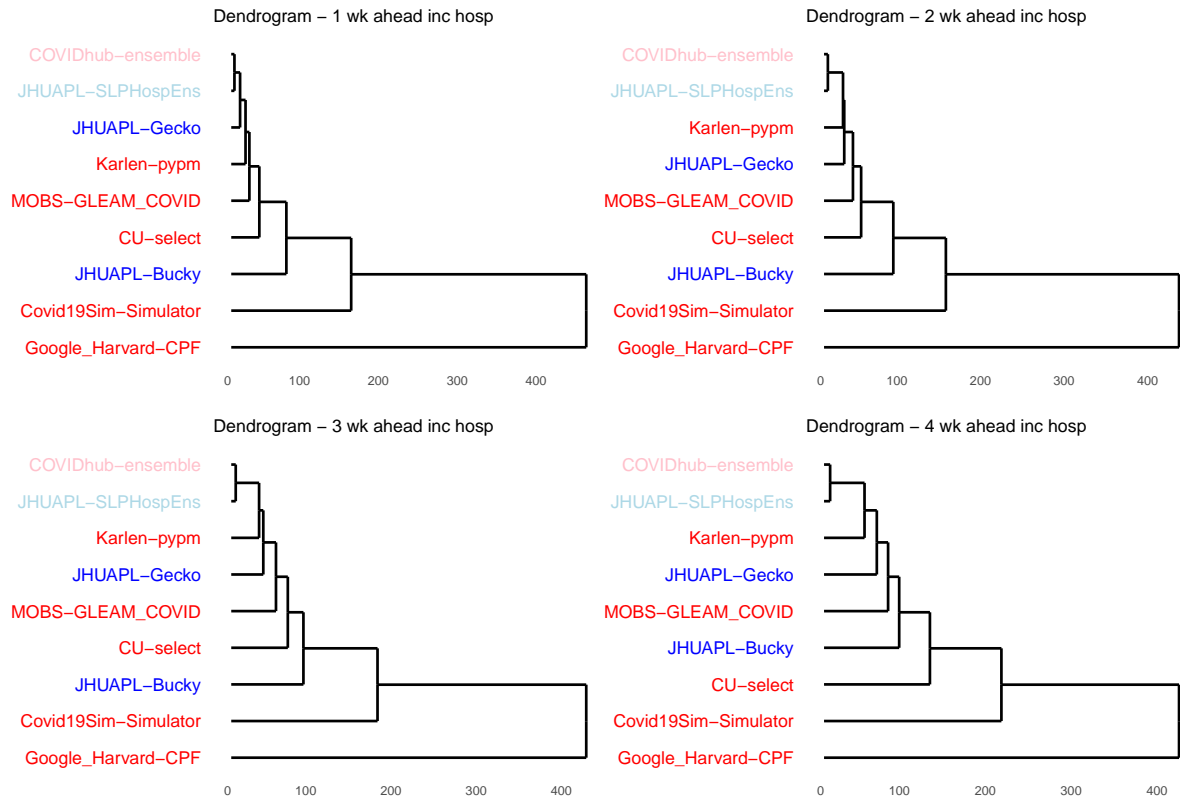 Dendrogram − 1 wk ahead inc hosp
COVIDhub−ensemble
JHUAPL−SLPHospEns
JHUAPL−Gecko
Karlen−pypm
MOBS−GLEAM_COVID
CU−select
JHUAPL−Bucky
Covid19Sim−Simulator
Google_Harvard−CPF
0 100 200 300 400
Dendrogram − 2 wk ahead inc hosp
COVIDhub−ensemble
JHUAPL−SLPHospEns
Karlen−pypm
JHUAPL−Gecko
MOBS−GLEAM_COVID
CU−select
JHUAPL−Bucky
Covid19Sim−Simulator
Google_Harvard−CPF
0 100 200 300 400
Dendrogram − 3 wk ahead inc hosp
COVIDhub−ensemble
JHUAPL−SLPHospEns
Karlen−pypm
JHUAPL−Gecko
MOBS−GLEAM_COVID
CU−select
JHUAPL−Bucky
Covid19Sim−Simulator
Google_Harvard−CPF
0 100 200 300 400
Dendrogram − 4 wk ahead inc hosp
COVIDhub−ensemble
JHUAPL−SLPHospEns
Karlen−pypm
JHUAPL−Gecko
MOBS−GLEAM_COVID
JHUAPL−Bucky
CU−select
Covid19Sim−Simulator
Google_Harvard−CPF
0 100 200 300 400